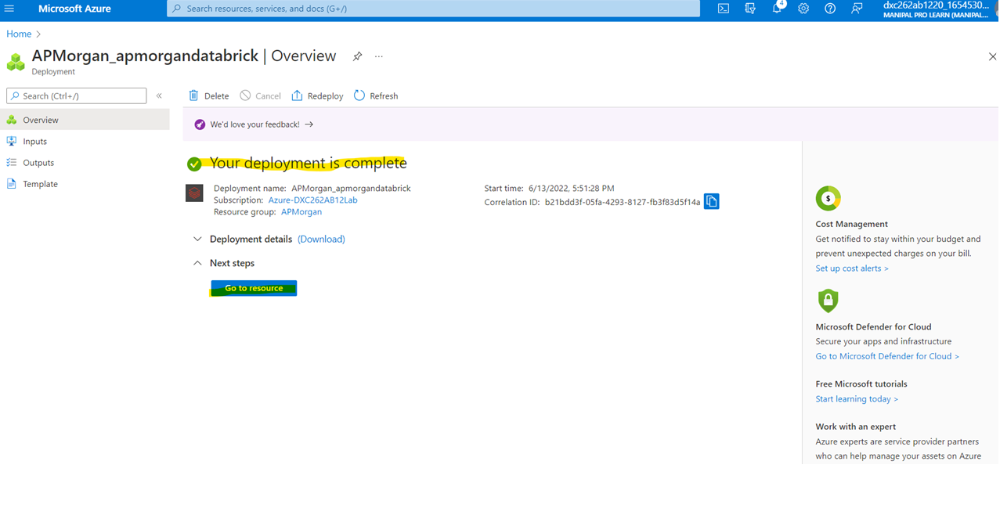 Microsoft Azure
Search resources, services, and docs (G+/)
4
dxc262ab1220_1654530...
MANIPAL PRO LEARN (MANIPAL...
Home
APMorgan_apmorgandatabrick | Overview
...
Deployment
Search (Ctrl+/)
«
Delete
Cancel
Redeploy
Refresh
Overview
Inputs
Outputs
Template
We'd love your feedback! →
Your deployment is complete
Deployment name: APMorgan_apmorgandatabrick
Subscription: Azure-DXC262AB12Lab
Resource group: APMorgan
Start time: 6/13/2022, 5:51:28 PM
Correlation ID: b21bdd3f-05fa-4293-8127-fb3f83d5f14a
Deployment details (Download)
Next steps
Go to resource
$
Cost Management
Get notified to stay within your budget and
prevent unexpected charges on your bill.
Set up cost alerts >
Microsoft Defender for Cloud
Secure your apps and infrastructure
Go to Microsoft Defender for Cloud >
Free Microsoft tutorials
Start learning today >
Work with an expert
Azure experts are service provider partners
who can help manage your assets on Azure